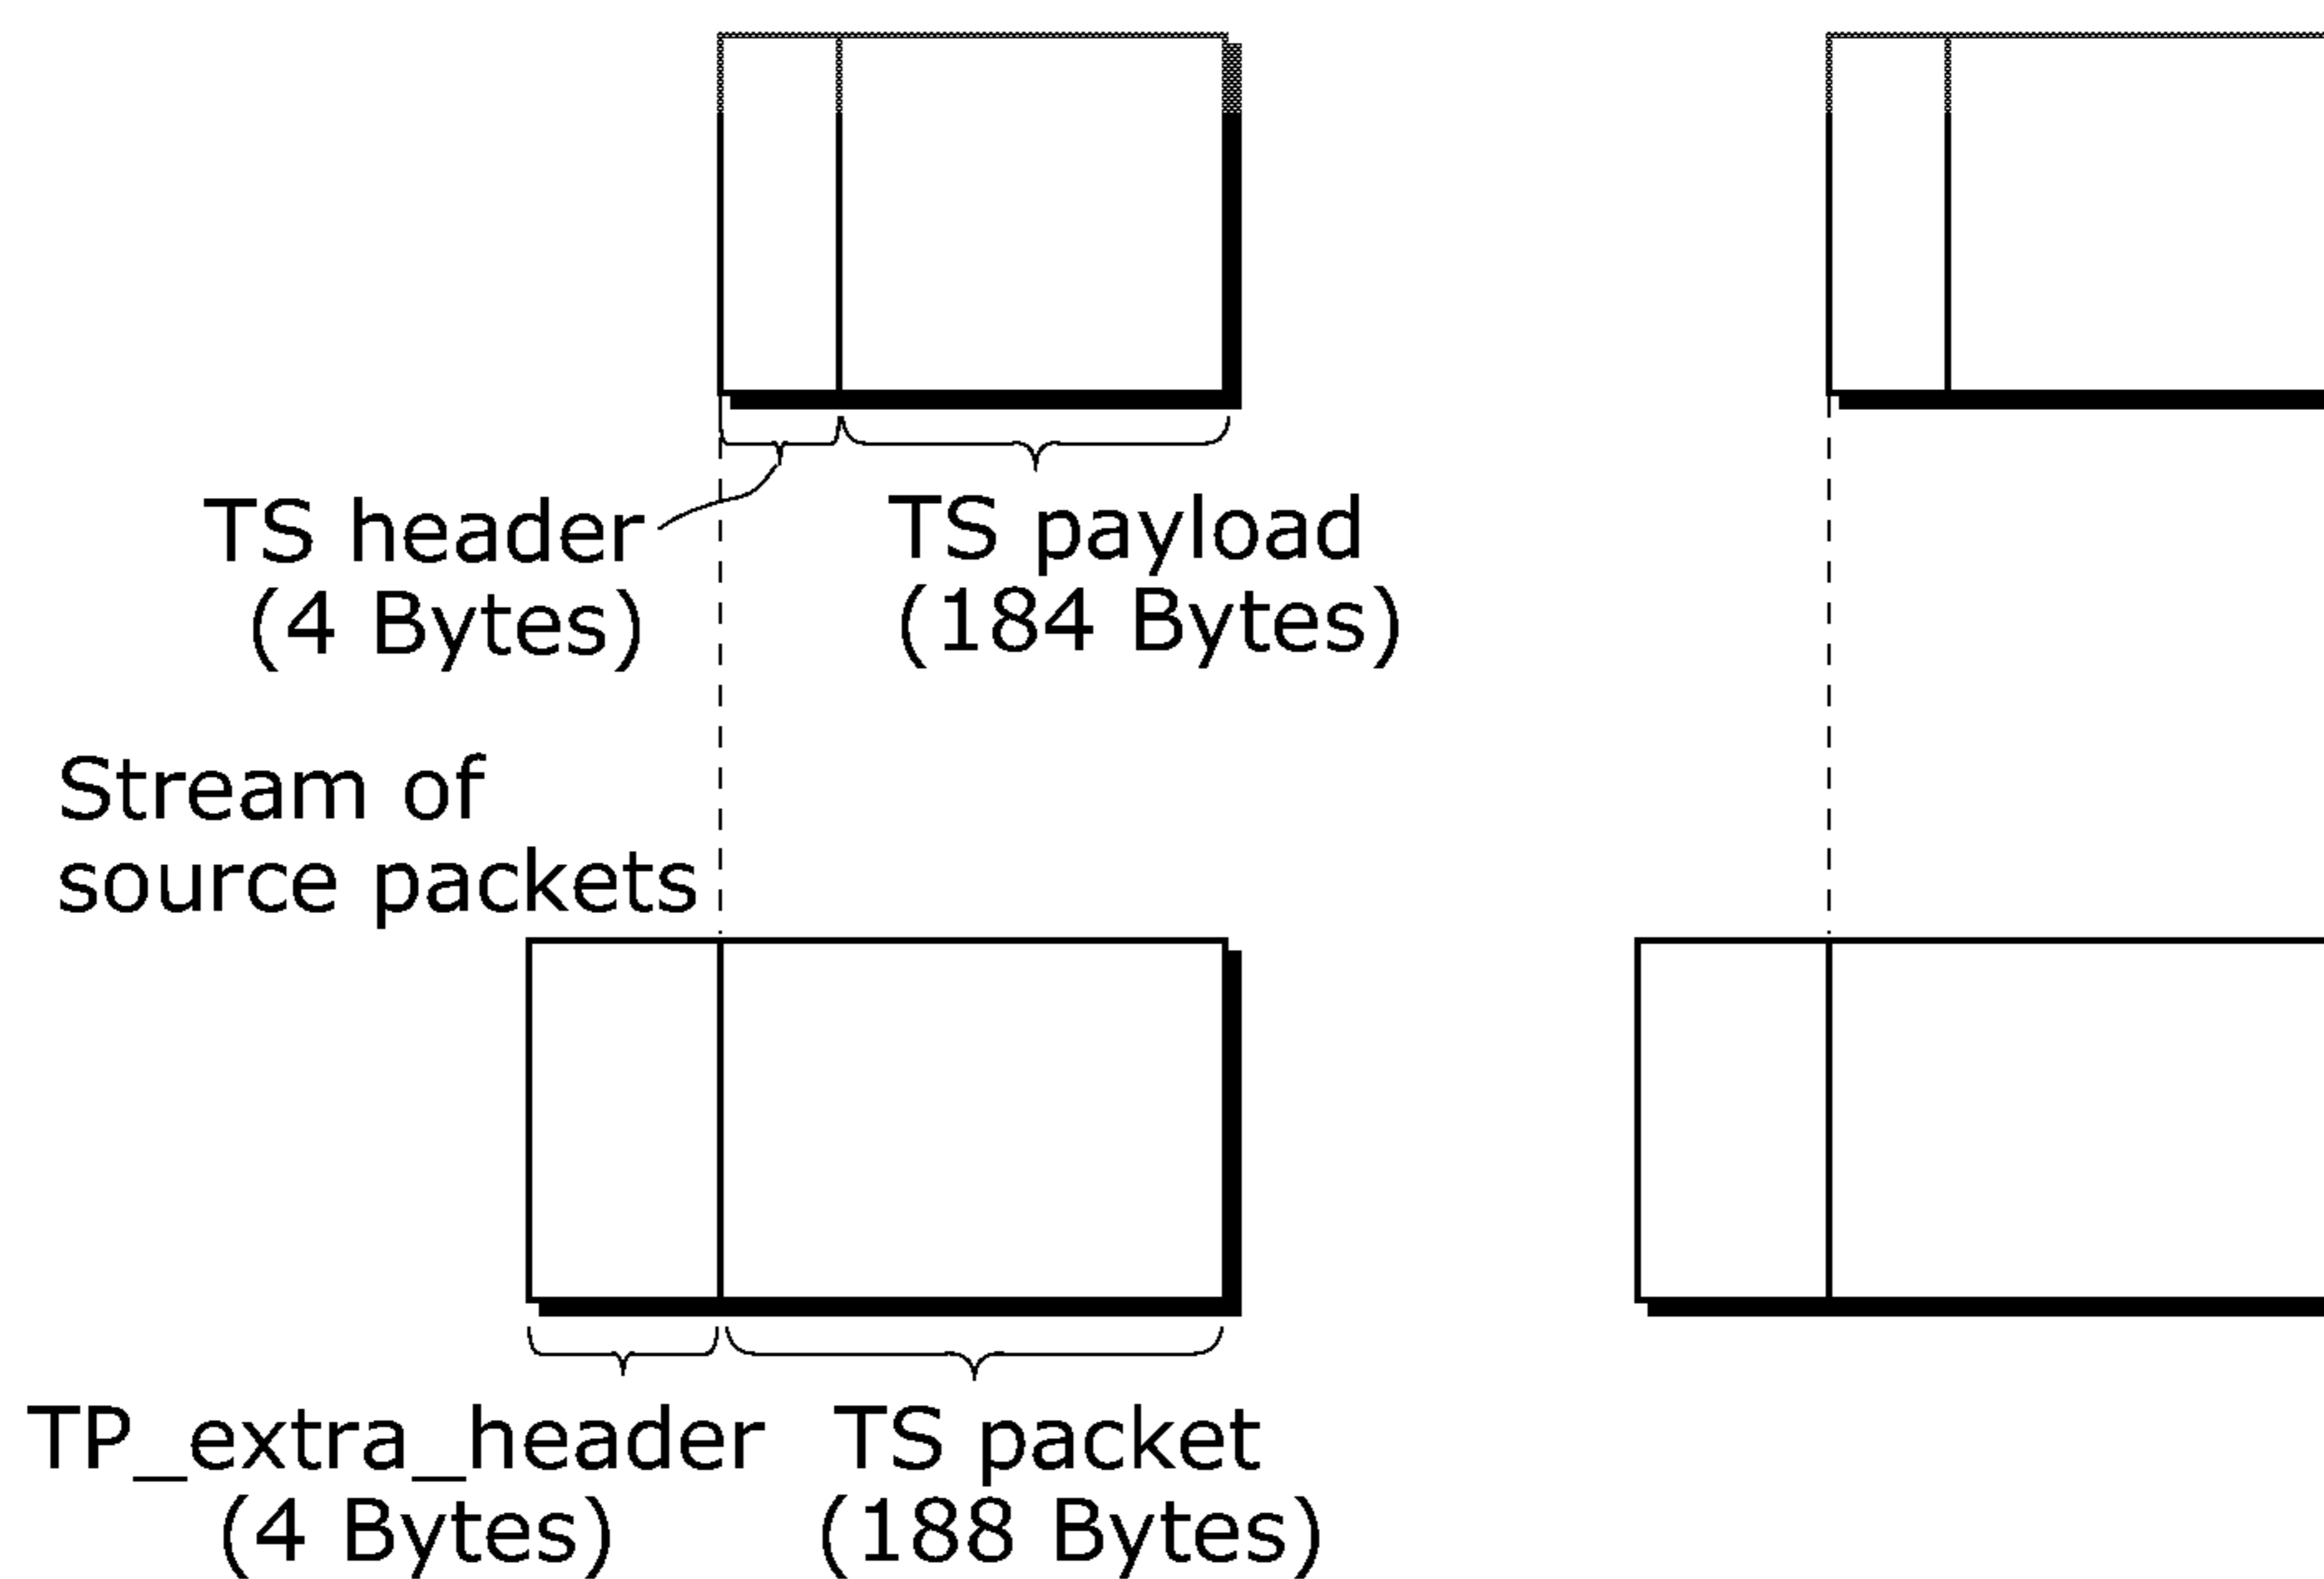 TS header
(4 Bytes)
TS payload
(184 Bytes)
Stream of
source packets
TP_extra_header
(4 Bytes)
TS packet
(188 Bytes)